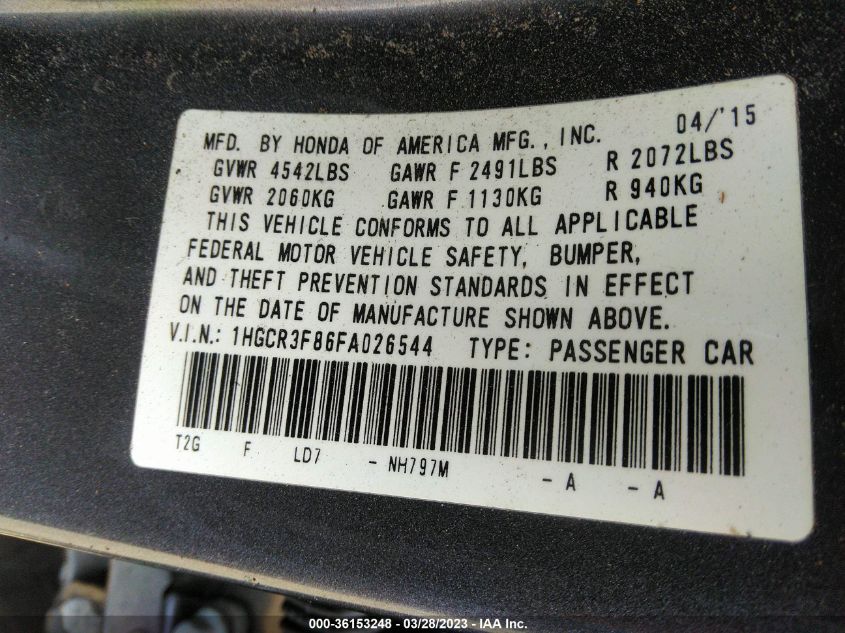 04/'15
MFD. BY HONDA OF AMERICA MFG., INC.
GVWR 4542LBS GAWR F 2491LBS R 2072LBS
GVWR 2060KG GAWR F 1130KG R 940KG
THIS VEHICLE CONFORMS TO ALL APPLICABLE
FEDERAL MOTOR VEHICLE SAFETY, BUMPER,
AND THEFT PREVENTION STANDARDS IN EFFECT
ON THE DATE OF MANUFACTURE SHOWN ABOVE.
V.I.N.: 1HGCR3F86FA026544 TYPE: PASSENGER CAR
T2G F LD7 - NH797M - A - A
000-36153248 - 03/28/2023 - IAA Inc.